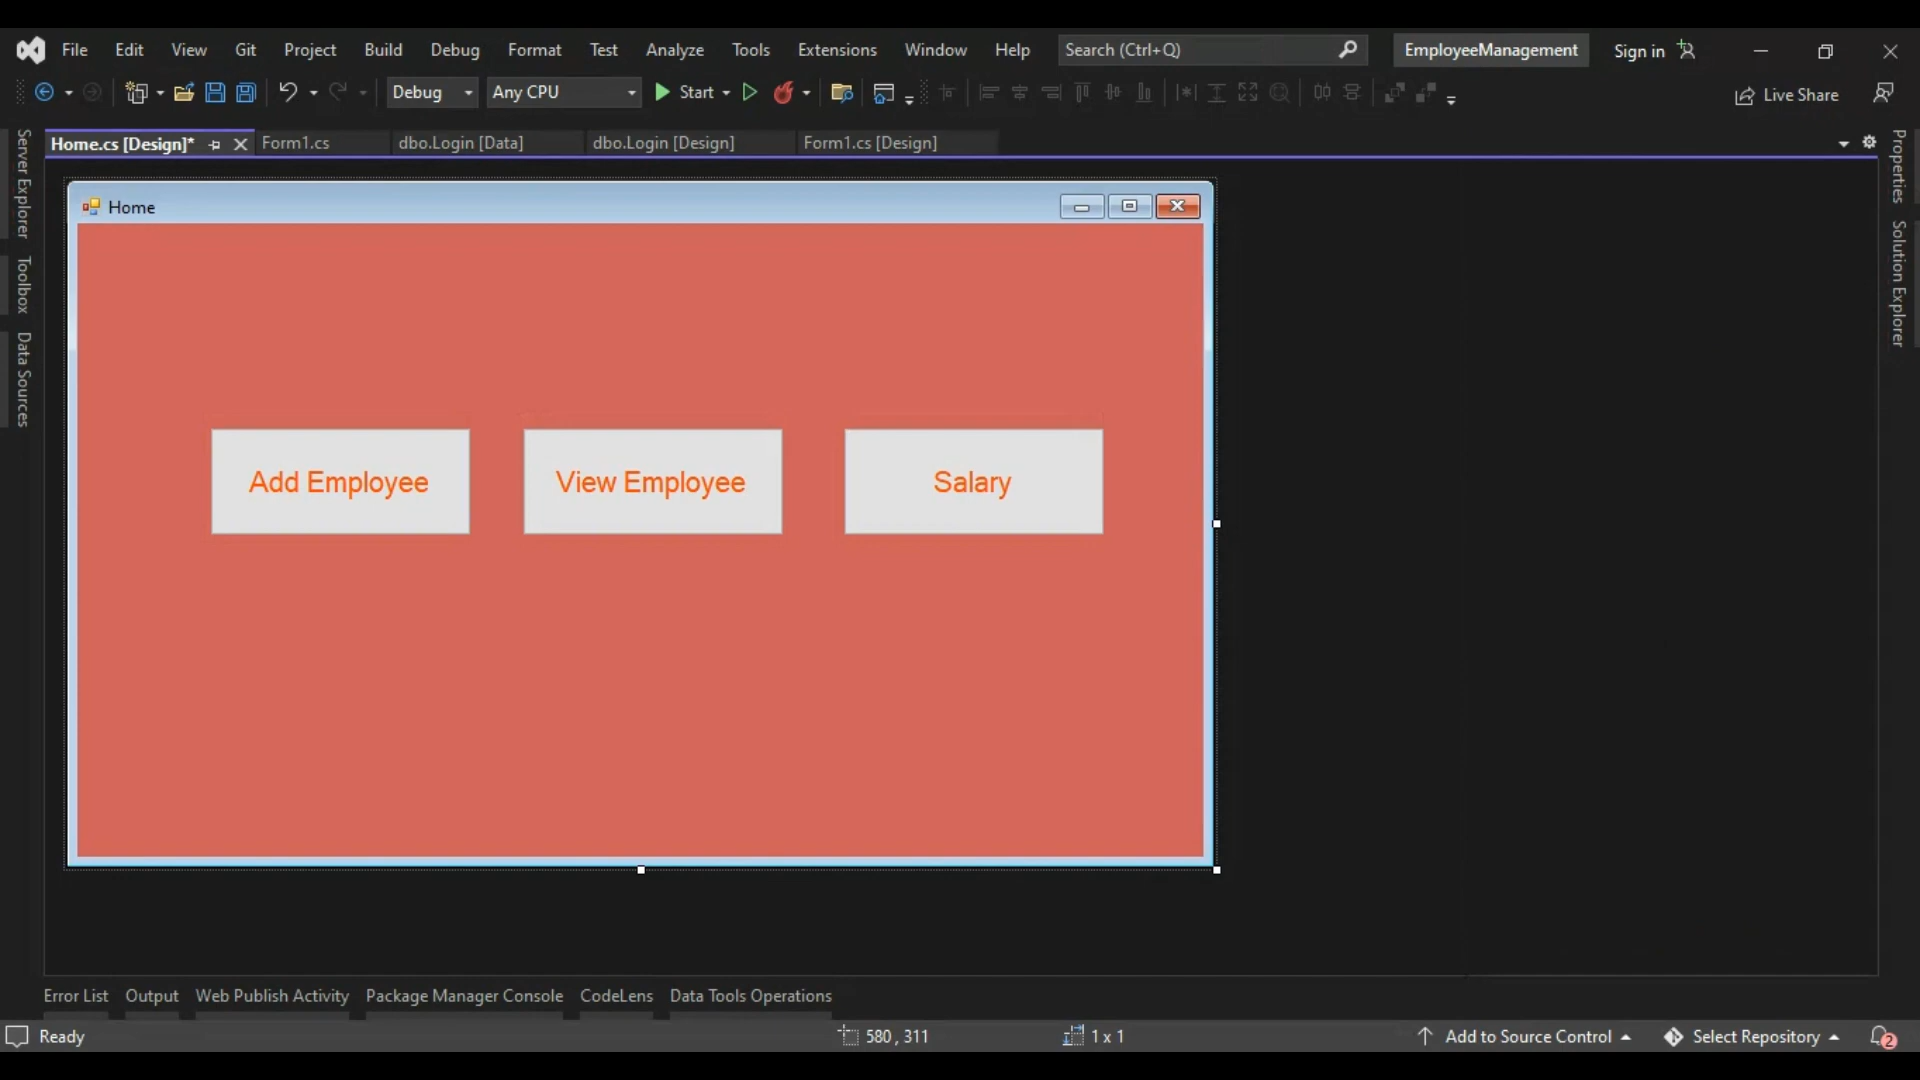 File Edit View Git Project Build Debug Format Test Analyze Tools Extensions Window Help Search (Ctrl+Q) EmployeeManagement Sign in
Debug Any CPU Start Live Share
Home.cs [Design]* Form1.cs dbo.Login [Data] dbo.Login [Design] Form1.cs [Design]
Server Explorer
Toolbox
Data Sources
Home
Add Employee View Employee Salary
Properties
Solution Explorer
Error List Output Web Publish Activity Package Manager Console CodeLens Data Tools Operations
Ready 580 , 311 1 x 1 Add to Source Control Select Repository 2